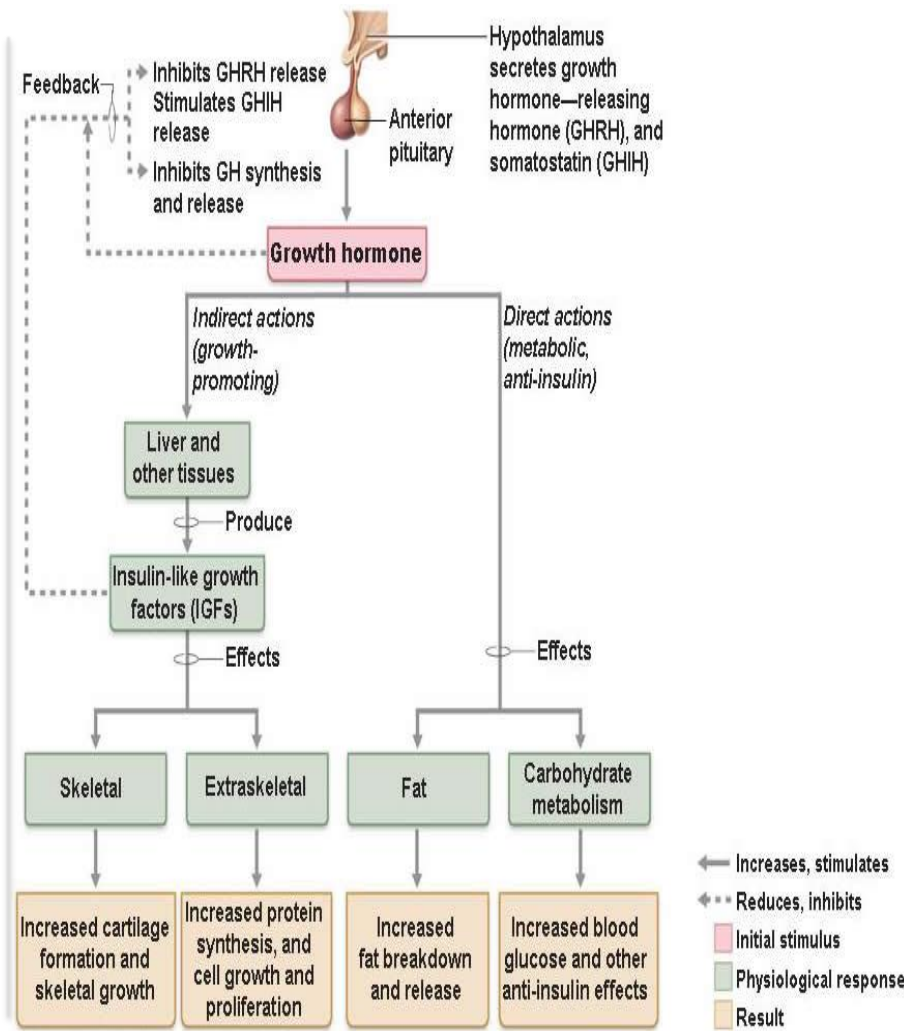 Feedback
Inhibits GHRH release
Stimulates GHIH
release
Inhibits GH synthesis
and release
Anterior
pituitary
Hypothalamus
secretes growth
hormone—releasing
hormone (GHRH), and
somatostatin (GHIH)
Growth hormone
Indirect actions
(growth-
promoting)
Direct actions
(metabolic,
anti-insulin)
Liver and
other tissues
Produce
Insulin-like growth
factors (IGFs)
Effects
Effects
Skeletal
Extraskeletal
Fat
Carbohydrate
metabolism
Increased cartilage
formation and
skeletal growth
Increased protein
synthesis, and
cell growth and
proliferation
Increased
fat breakdown
and release
Increased blood
glucose and other
anti-insulin effects
Increases, stimulates
Reduces, inhibits
Initial stimulus
Physiological response
Result